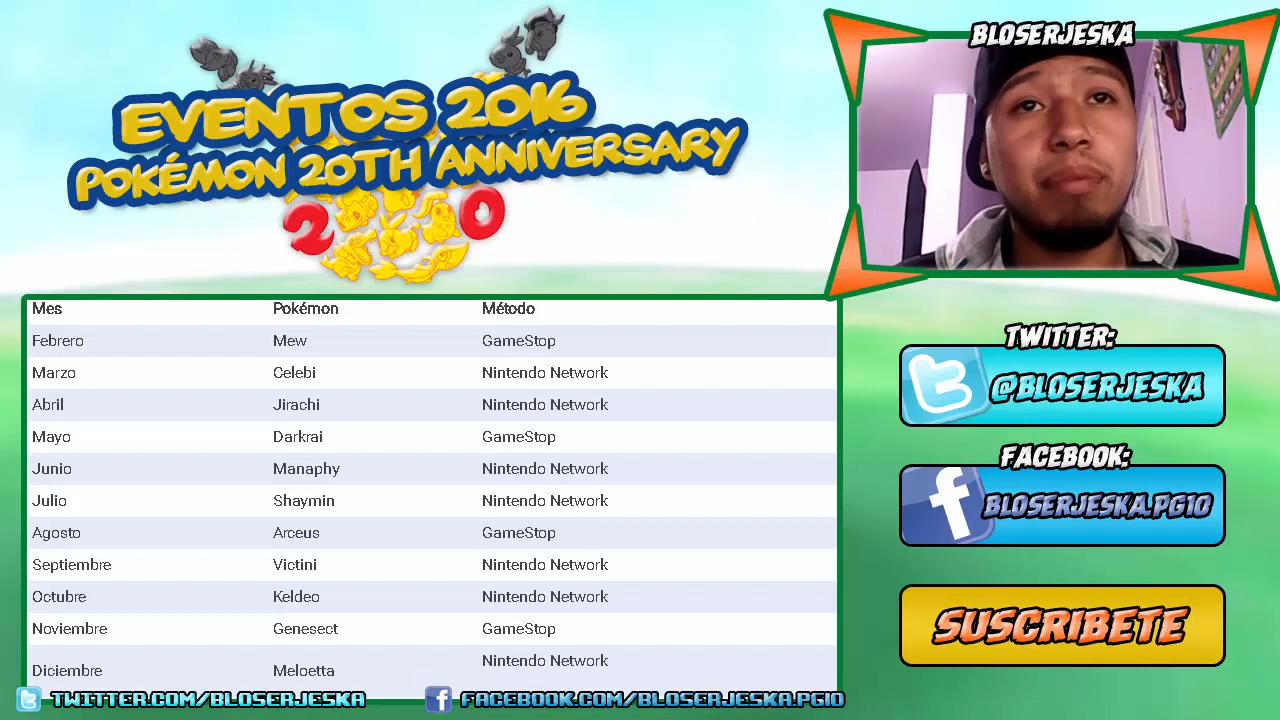 EVENTOS 2016
POKÉMON 20TH ANNIVERSARY
20
BLOSERJESKA
Mes Pokémon Método
Febrero Mew GameStop
Marzo Celebi Nintendo Network
Abril Jirachi Nintendo Network
Mayo Darkrai GameStop
Junio Manaphy Nintendo Network
Julio Shaymin Nintendo Network
Agosto Arceus GameStop
Septiembre Victini Nintendo Network
Octubre Keldeo Nintendo Network
Noviembre Genesect GameStop
Diciembre Meloetta Nintendo Network
TWITTER:
@BLOSERJESKA
FACEBOOK:
BLOSERJESKA.PG10
SUSCRIBETE
TWITTER.COM/BLOSERJESKA
FACEBOOK.COM/BLOSERJESKA.PG10